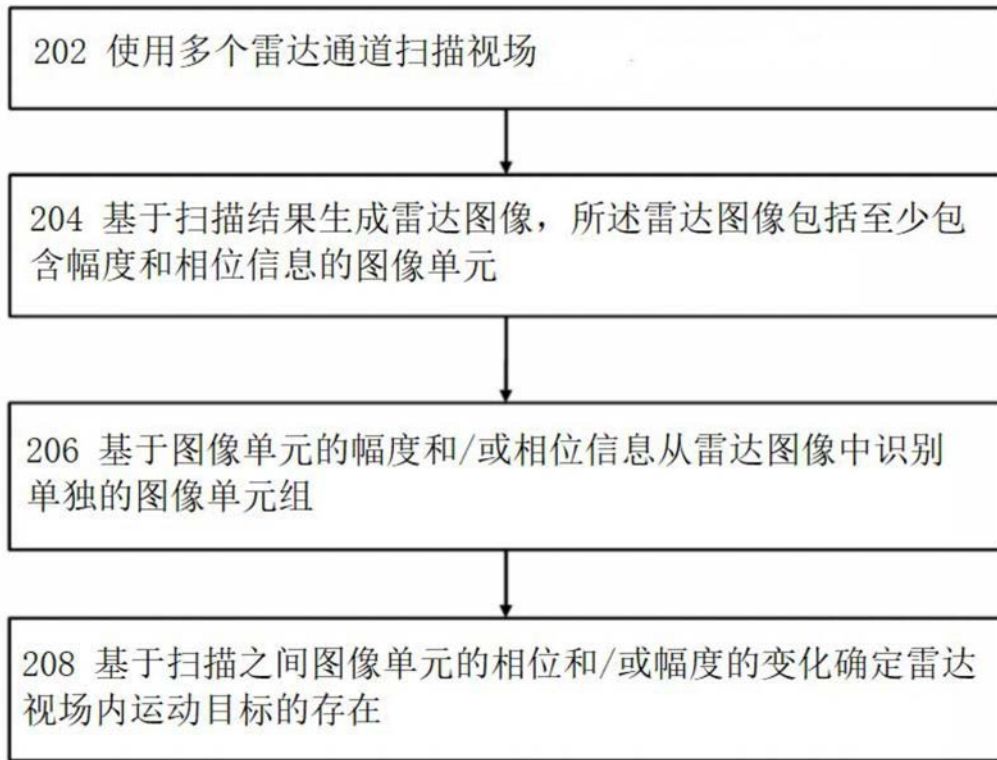 202 使用多个雷达通道扫描视场
204 基于扫描结果生成雷达图像，所述雷达图像包括至少包
含幅度和相位信息的图像单元
206 基于图像单元的幅度和/或相位信息从雷达图像中识别
单独的图像单元组
208 基于扫描之间图像单元的相位和/或幅度的变化确定雷达
视场内运动目标的存在